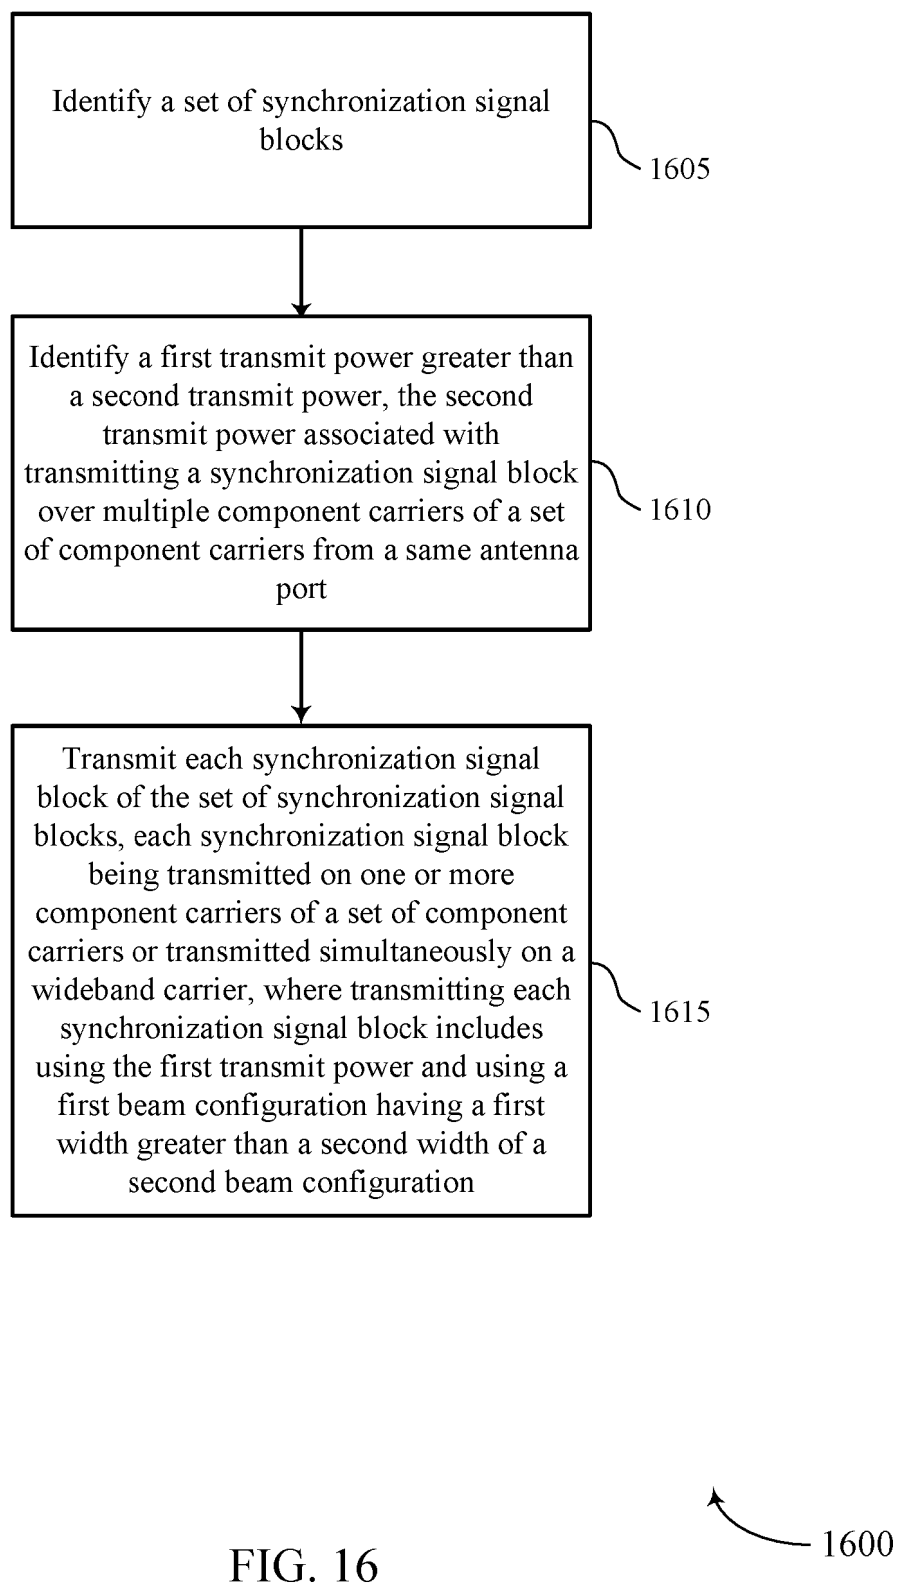 Identify a set of synchronization signal
blocks
1605
Identify a first transmit power greater than
a second transmit power, the second
transmit power associated with
transmitting a synchronization signal block
over multiple component carriers of a set
of component carriers from a same antenna
port
1610
Transmit each synchronization signal
block of the set of synchronization signal
blocks, each synchronization signal block
being transmitted on one or more
component carriers of a set of component
carriers or transmitted simultaneously on a
wideband carrier, where transmitting each
synchronization signal block includes
using the first transmit power and using a
first beam configuration having a first
width greater than a second width of a
second beam configuration
1615
1600
FIG. 16